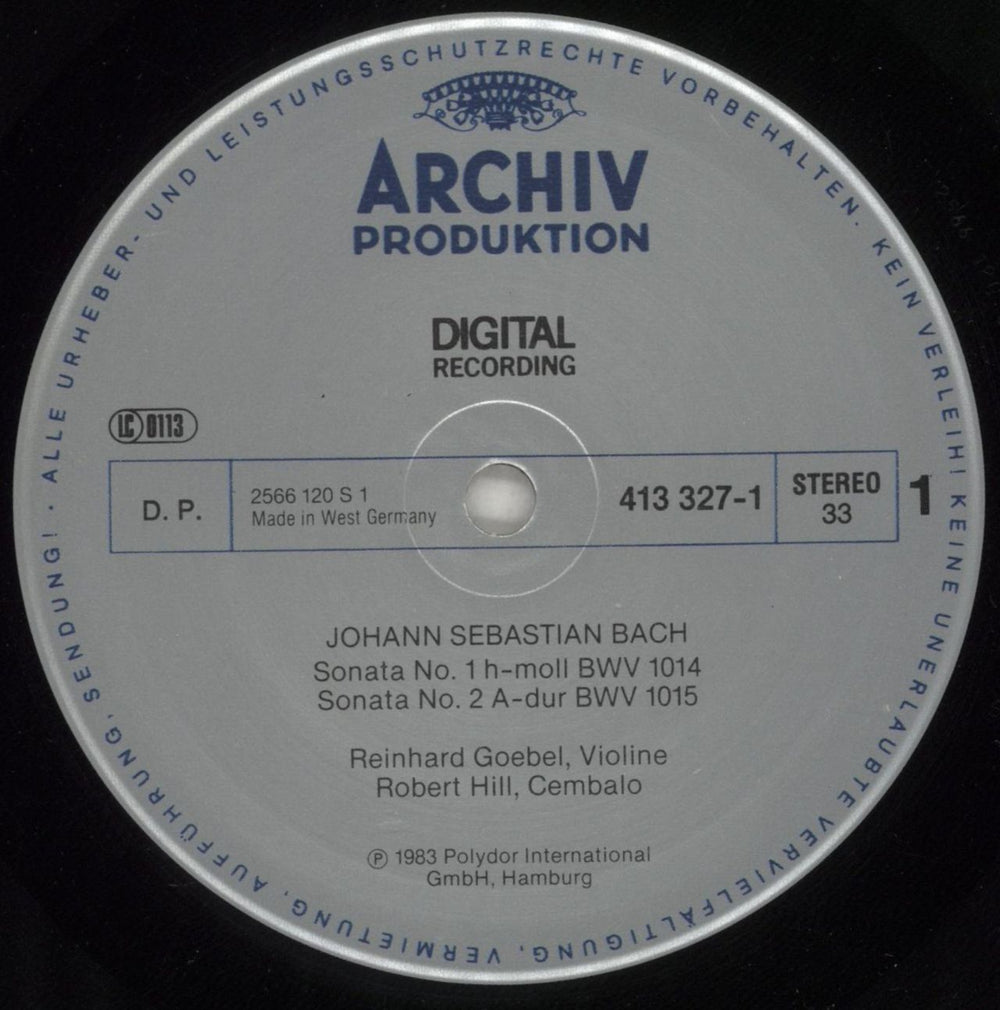 ALLE URHEBER- UND LEISTUNGSSCHUTZRECHTE VORBEHALTEN. KEIN VERLEIH! KEINE UNERLAUBTE VERVIELFÄLTIGUNG, VERMIETUNG, AUFFÜHRUNG, SENDUNG! ·
ARCHIV
PRODUKTION
DIGITAL
RECORDING
LC 0113
D. P.
2566 120 S 1
Made in West Germany
413 327-1
STEREO
33
1
JOHANN SEBASTIAN BACH
Sonata No. 1 h-moll BWV 1014
Sonata No. 2 A-dur BWV 1015
Reinhard Goebel, Violine
Robert Hill, Cembalo
℗ 1983 Polydor International
GmbH, Hamburg